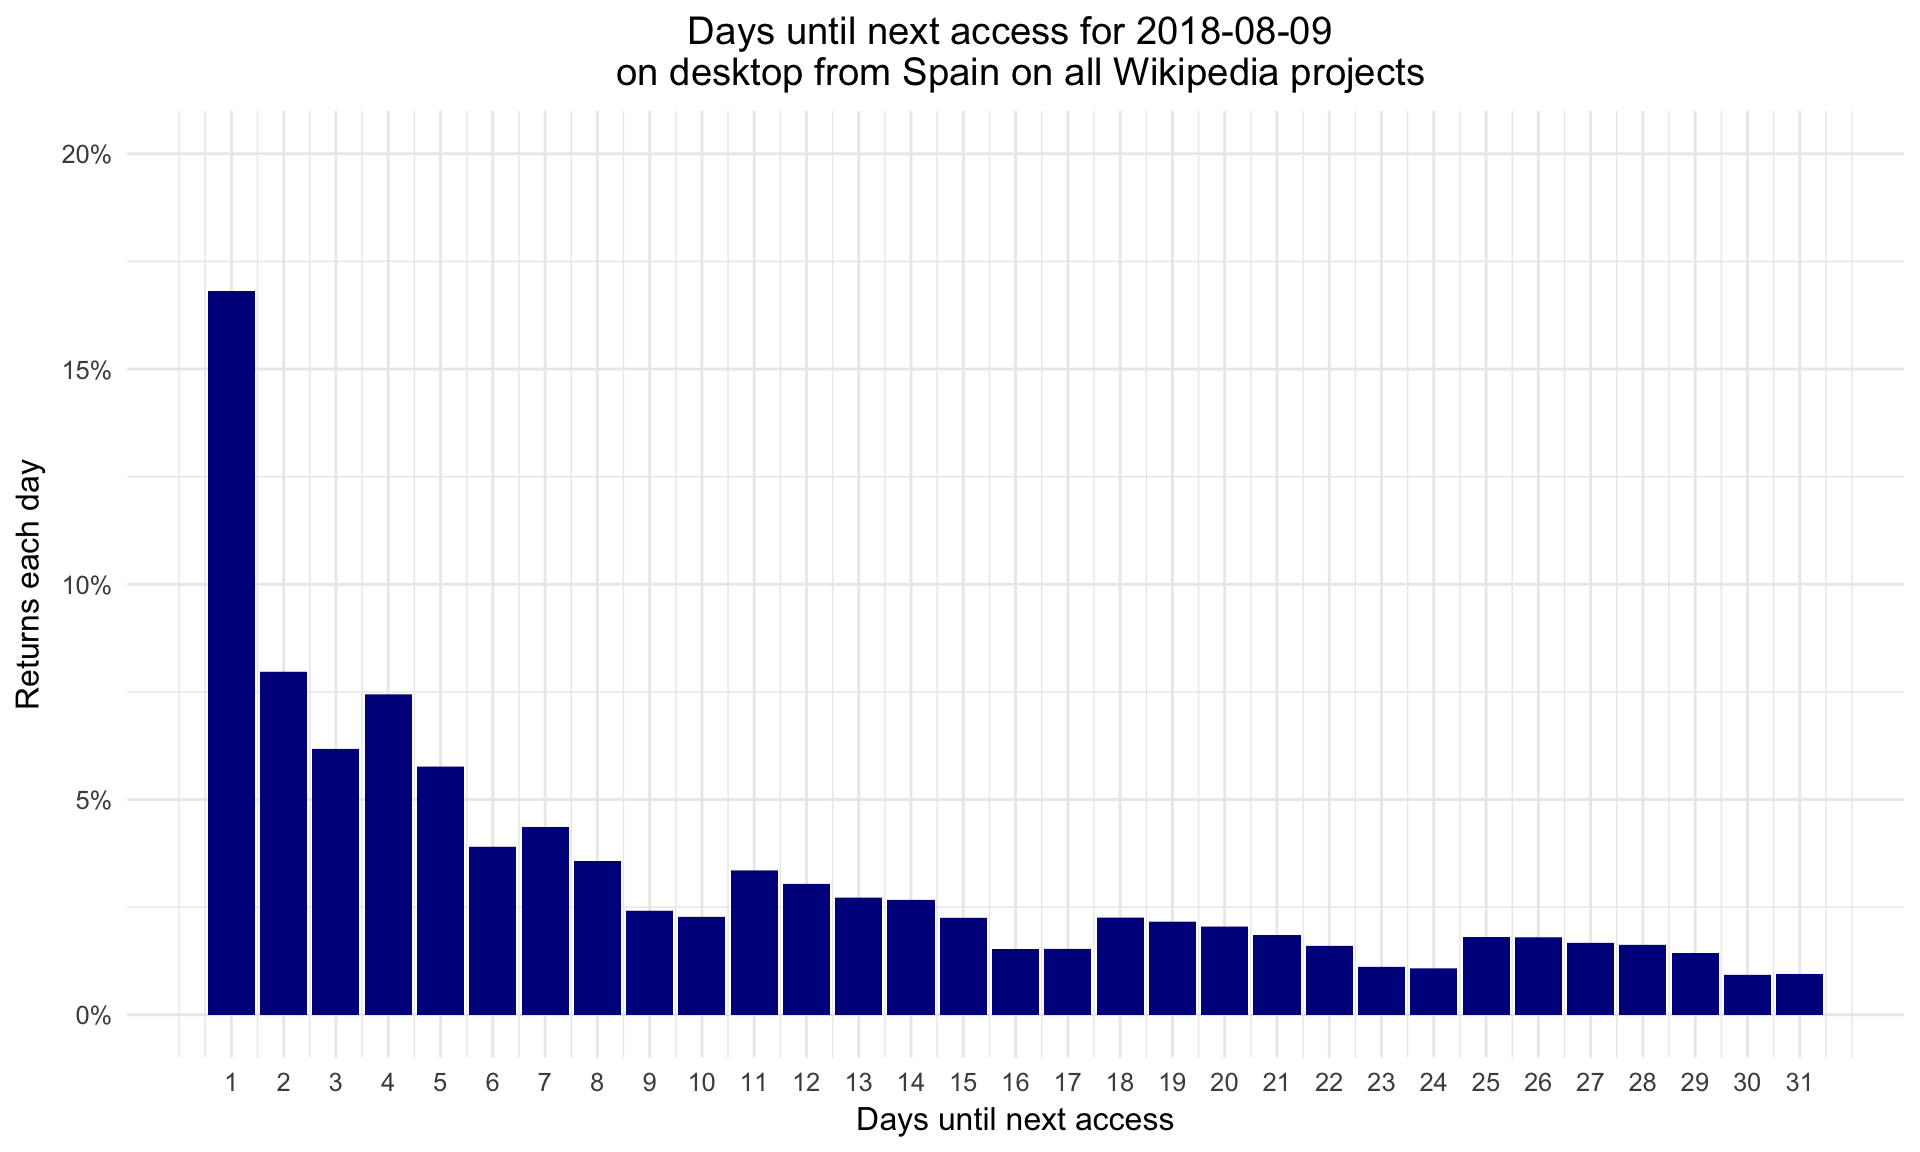 Days until next access for 2018-08-09
on desktop from Spain on all Wikipedia projects
Returns each day
20%
15%
10%
5%
0%
1 2 3 4 5 6 7 8 9 10 11 12 13 14 15 16 17 18 19 20 21 22 23 24 25 26 27 28 29 30 31
Days until next access